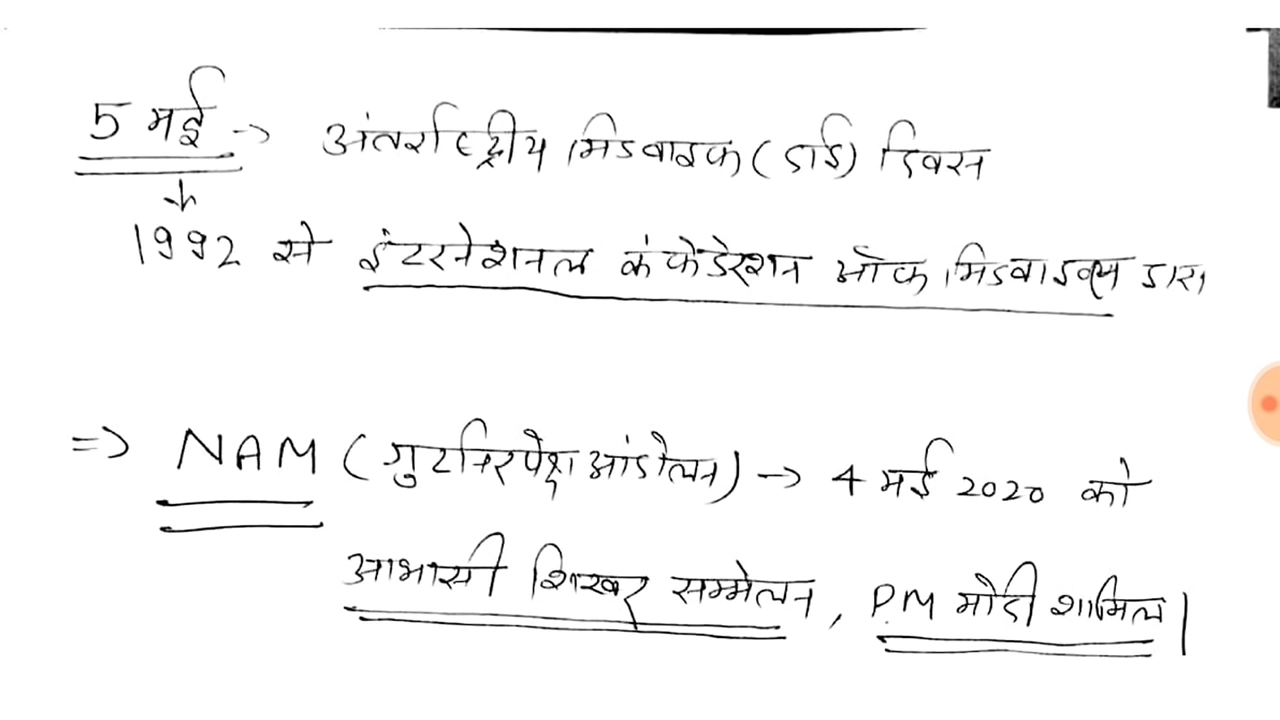 5 मई -> अंतर्राष्ट्रीय मिडवाइफ (डाई) दिवस
1992 से इंटरनेशनल कंफेडरेशन ऑफ मिडवाइव्स द्वारा
=> NAM (गुटनिरपेक्ष आंदोलन) -> 4 मई 2020 को
आभासी शिखर सम्मेलन, PM मोदी शामिल।